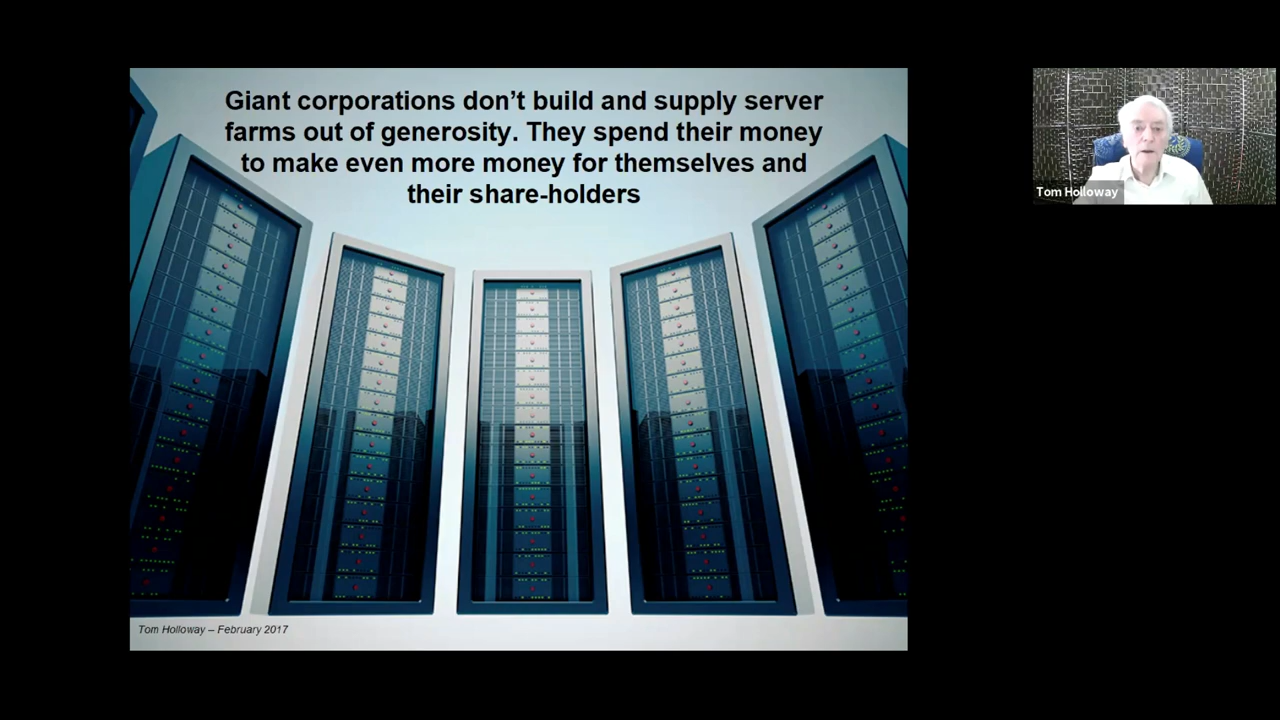 Giant corporations don’t build and supply server
farms out of generosity. They spend their money
to make even more money for themselves and
their share-holders
Tom Holloway
Tom Holloway – February 2017